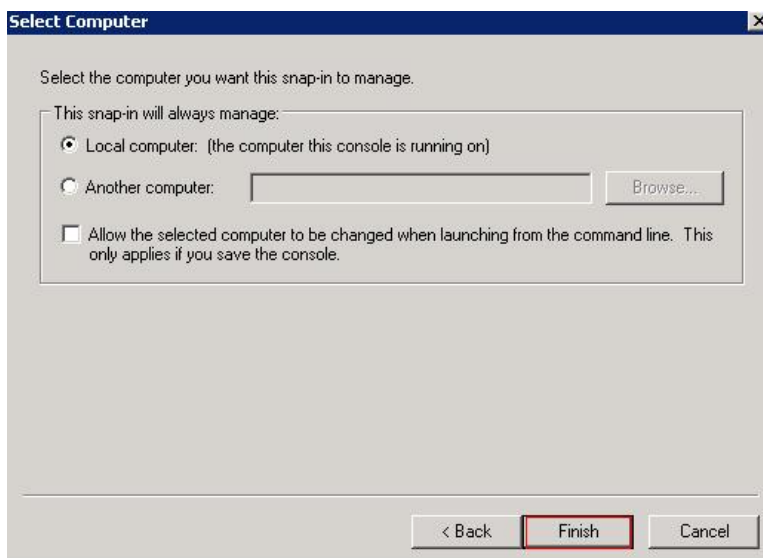 Select Computer
Select the computer you want this snap-in to manage.
This snap-in will always manage:
Local computer: (the computer this console is running on)
Another computer:
Browse...
Allow the selected computer to be changed when launching from the command line. This
only applies if you save the console.
< Back
Finish
Cancel